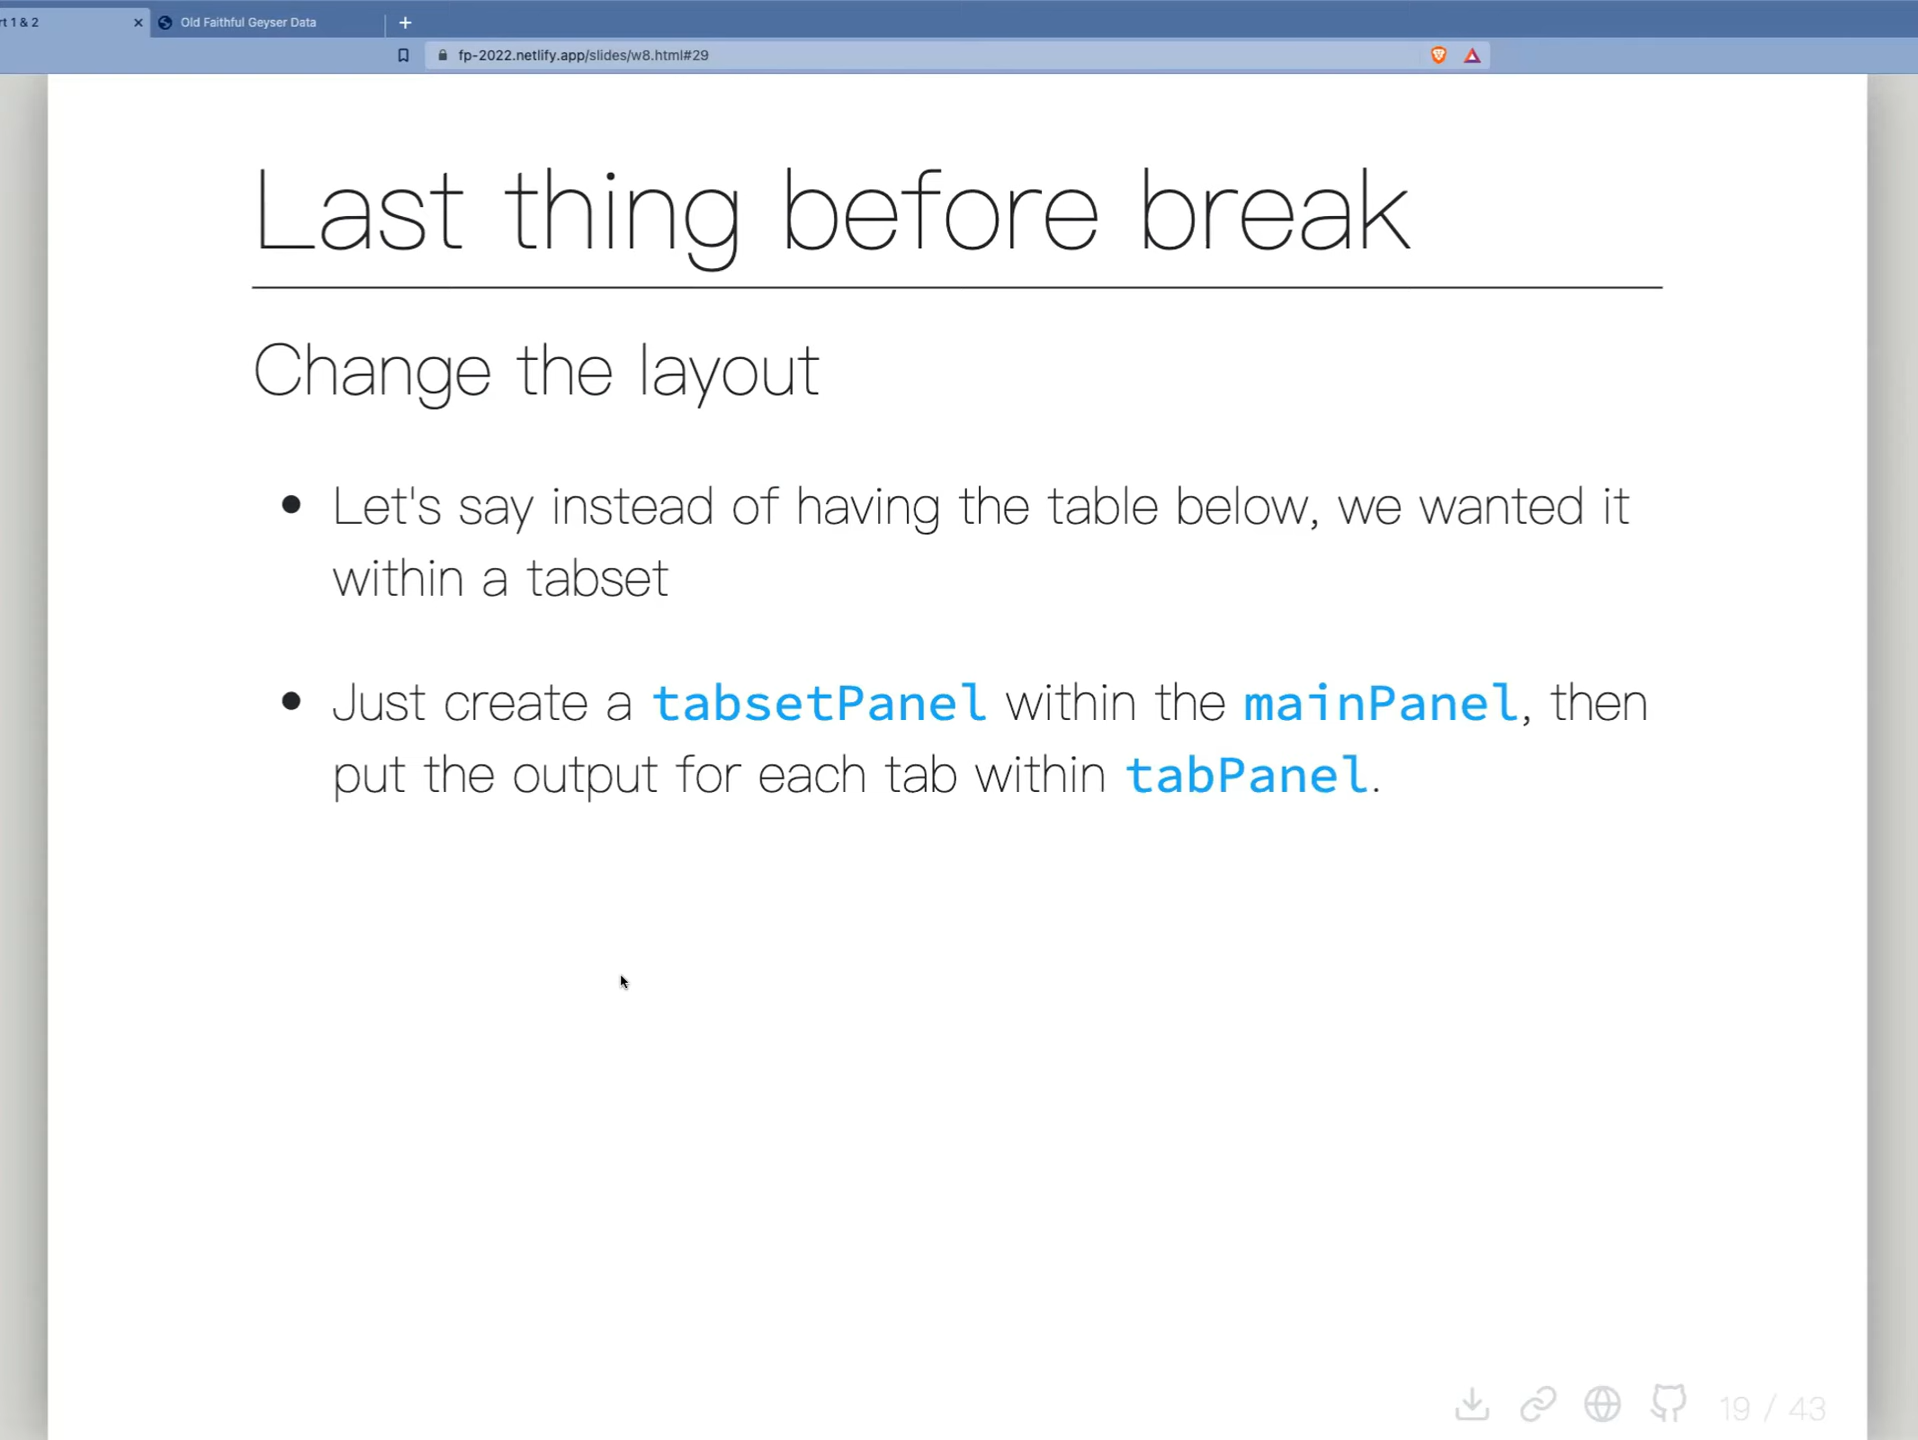 rt 1 & 2
Old Faithful Geyser Data
fp-2022.netlify.app/slides/w8.html#29
Last thing before break
Change the layout
Let's say instead of having the table below, we wanted it
within a tabset
Just create a tabsetPanel within the mainPanel, then
put the output for each tab within tabPanel.
19 / 43